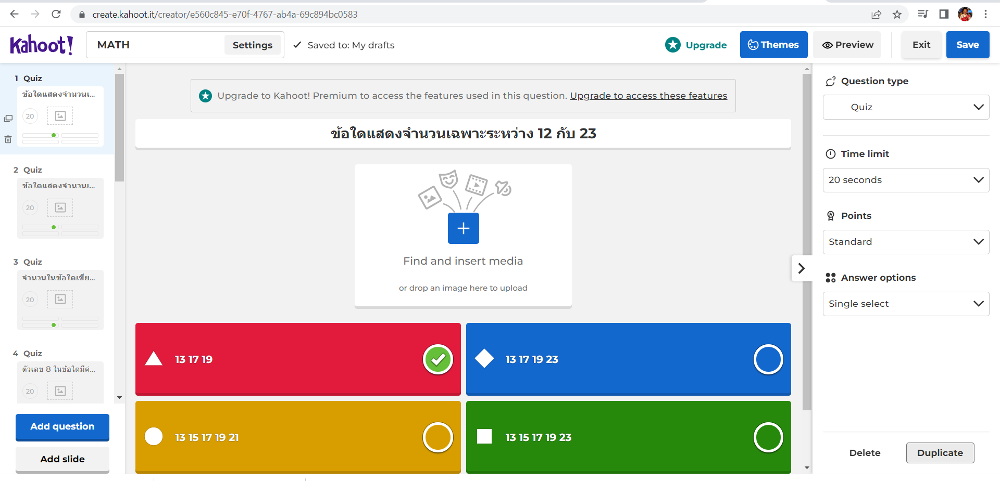 create.kahoot.it/creator/e560c845-e70f-4767-ab4a-69c894bc0583
Kahoot!
MATH
Settings
Saved to: My drafts
Upgrade
Themes
Preview
Exit
Save
1 Quiz
ข้อใดแสดงจำนวนเ...
20
2 Quiz
ข้อใดแสดงจำนวนเ...
20
3 Quiz
จำนวนในข้อใดเขีย...
20
4 Quiz
ตัวเลข 8 ในข้อใดมีค่...
20
Add question
Add slide
Upgrade to Kahoot! Premium to access the features used in this question. Upgrade to access these features
ข้อใดแสดงจำนวนเฉพาะระหว่าง 12 กับ 23
Find and insert media
or drop an image here to upload
13 17 19
13 17 19 23
13 15 17 19 21
13 15 17 19 23
Question type
Quiz
Time limit
20 seconds
Points
Standard
Answer options
Single select
Delete
Duplicate